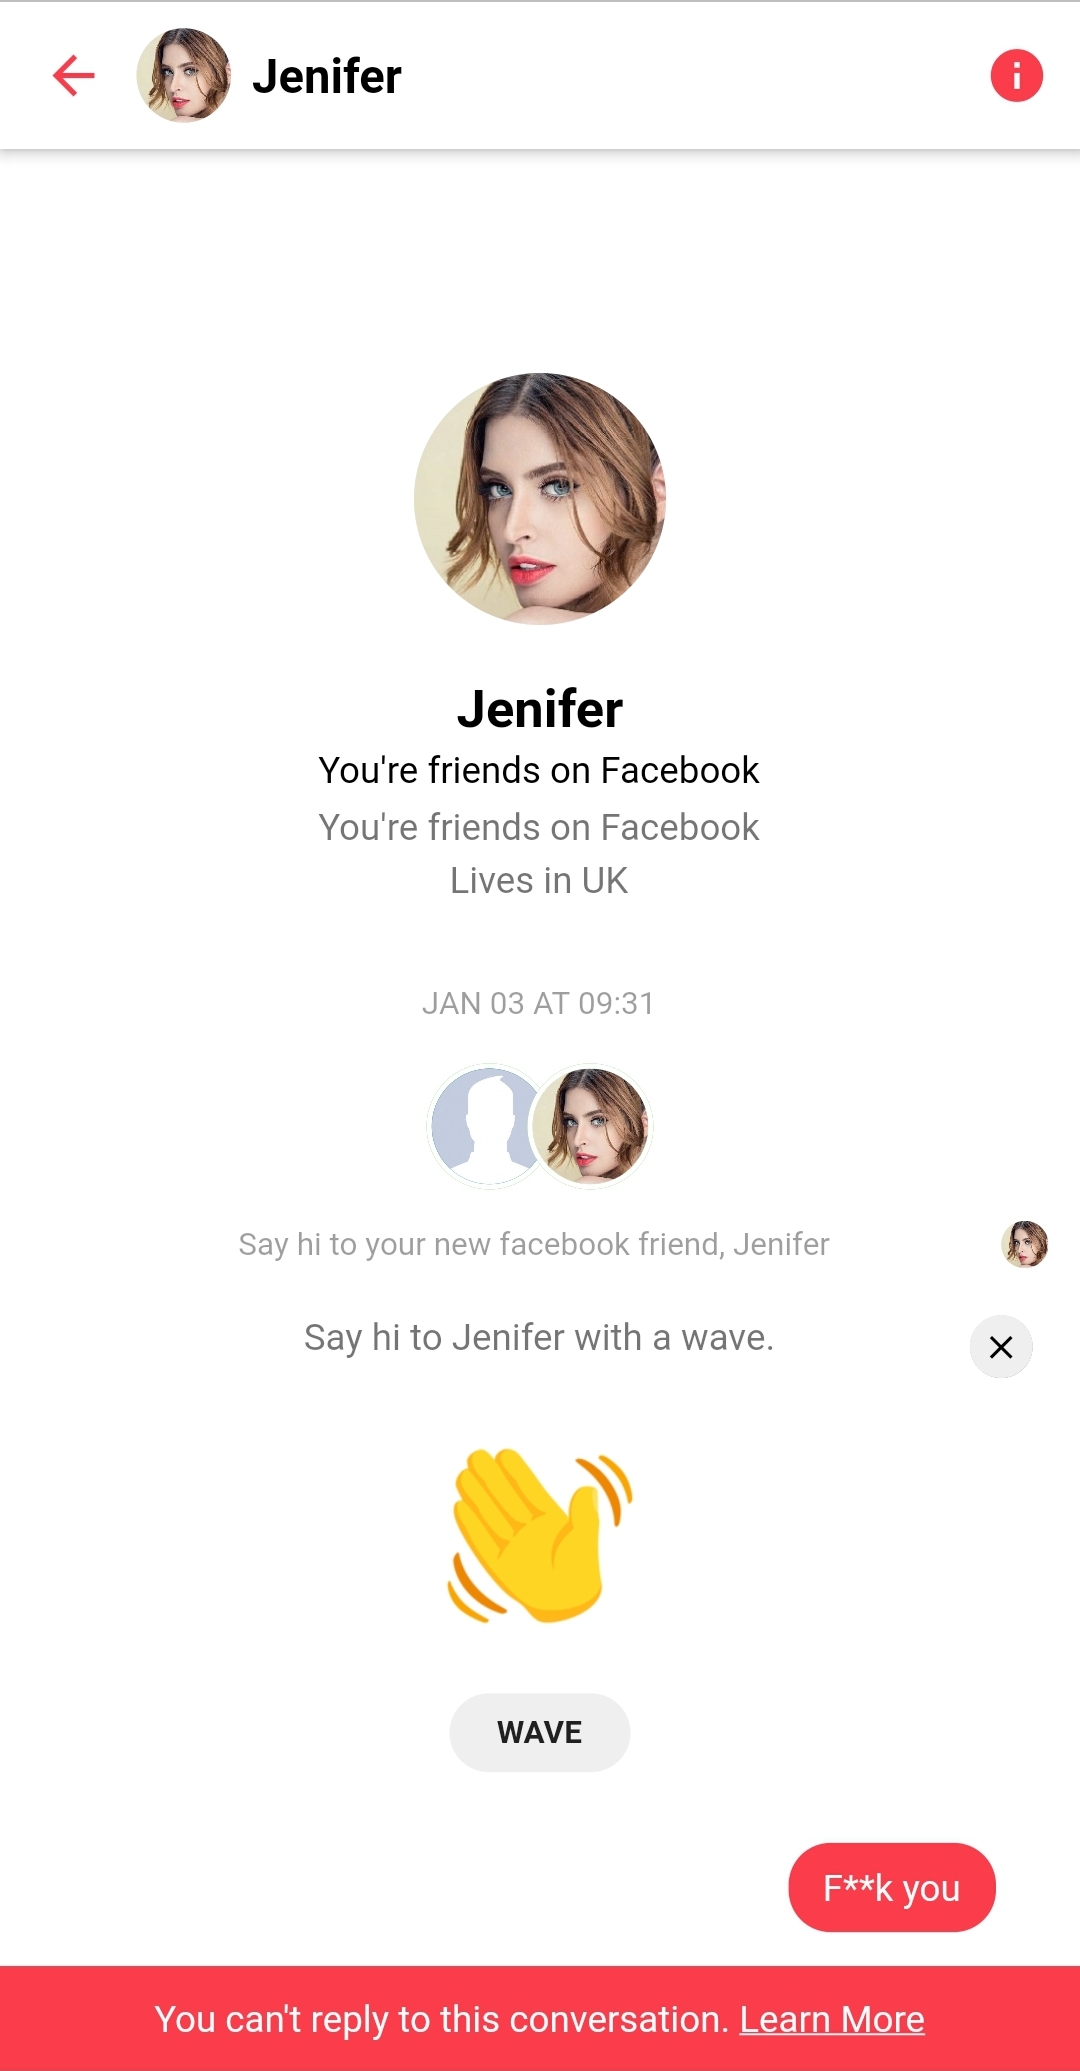 Jenifer
Jenifer
You're friends on Facebook
You're friends on Facebook
Lives in UK
JAN 03 AT 09:31
Say hi to your new facebook friend, Jenifer
Say hi to Jenifer with a wave.
WAVE
F**k you
You can't reply to this conversation. Learn More